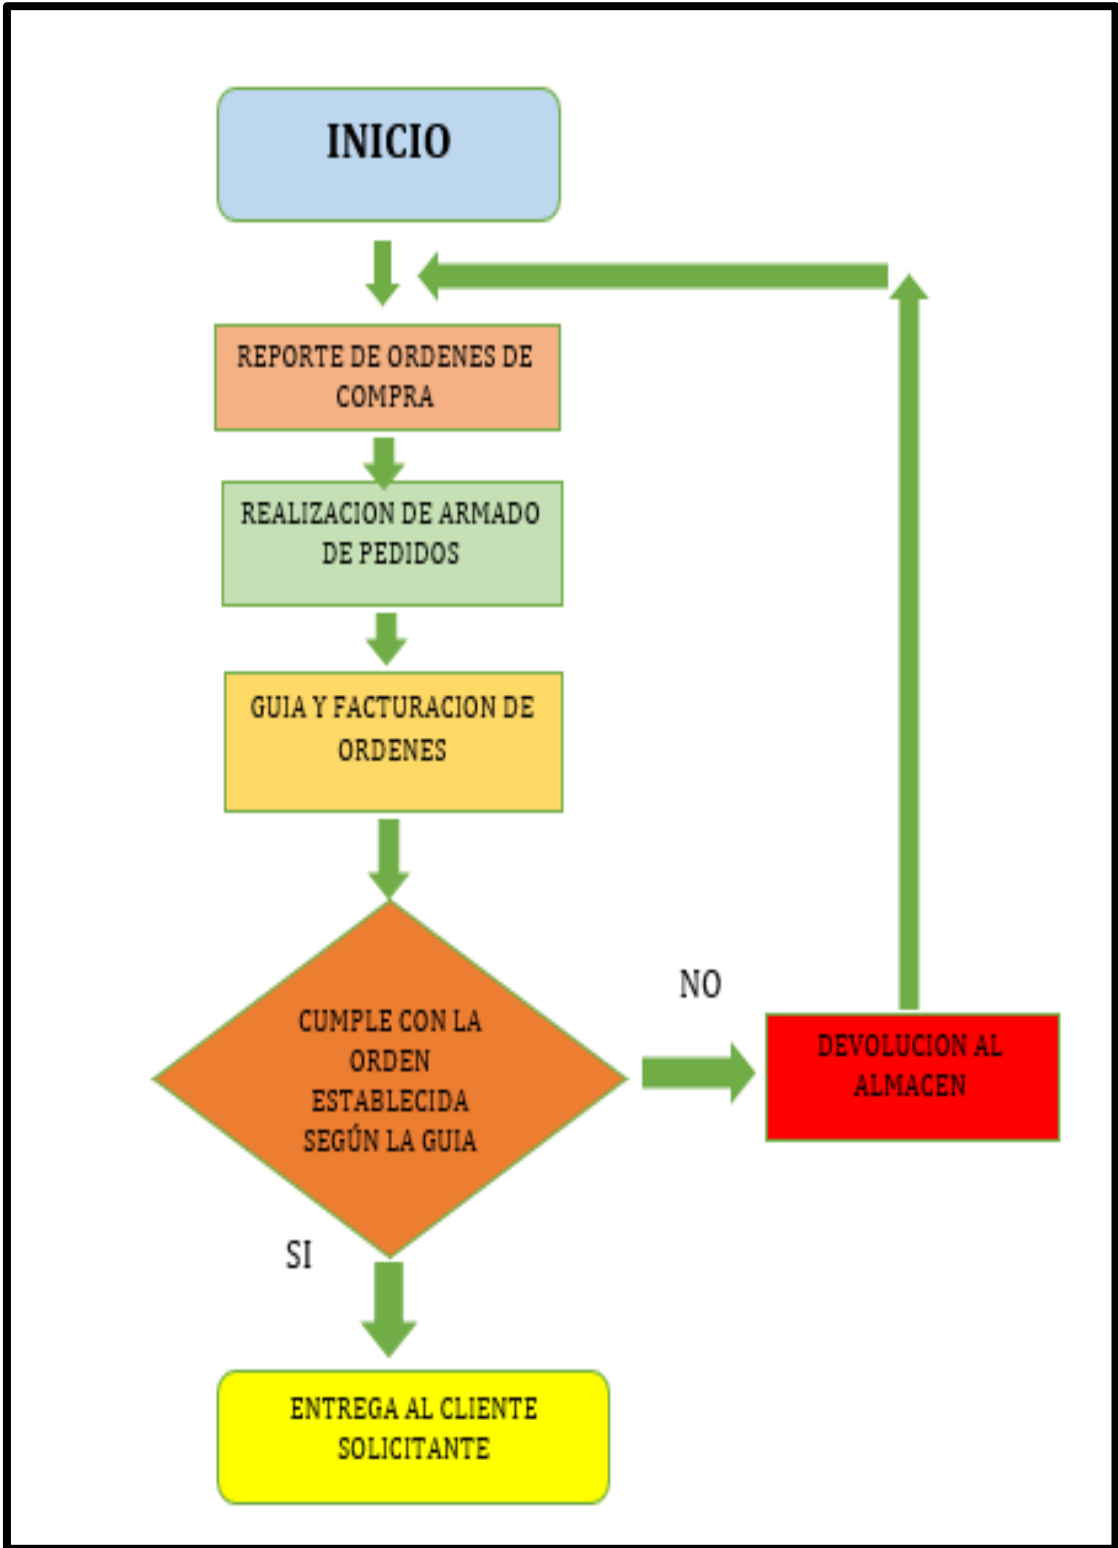 INICIO
REPORTE DE ORDENES DE
COMPRA
REALIZACION DE ARMADO
DE PEDIDOS
GUIA Y FACTURACION DE
ORDENES
CUMPLE CON LA
ORDEN
ESTABLECIDA
SEGÚN LA GUIA
NO
DEVOLUCION AL
ALMACEN
SI
ENTREGA AL CLIENTE
SOLICITANTE